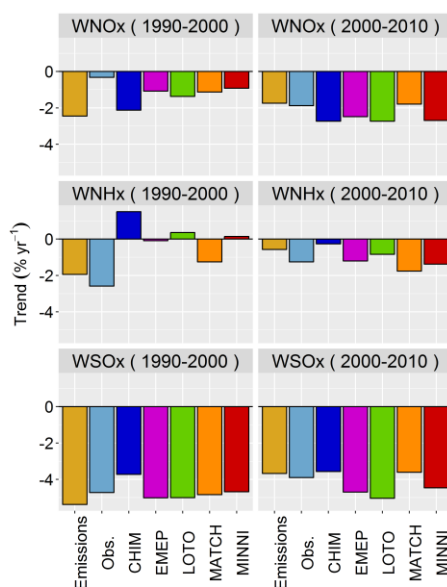 WNOx ( 1990-2000 )
WNOx ( 2000-2010 )
0
-2
-4
WNHx ( 1990-2000 )
WNHx ( 2000-2010 )
0
-2
-4
Trend (% yr⁻¹)
WSOx ( 1990-2000 )
WSOx ( 2000-2010 )
0
-2
-4
Emissions
Obs.
CHIM
EMEP
LOTO
MATCH
MINNI
Emissions
Obs.
CHIM
EMEP
LOTO
MATCH
MINNI